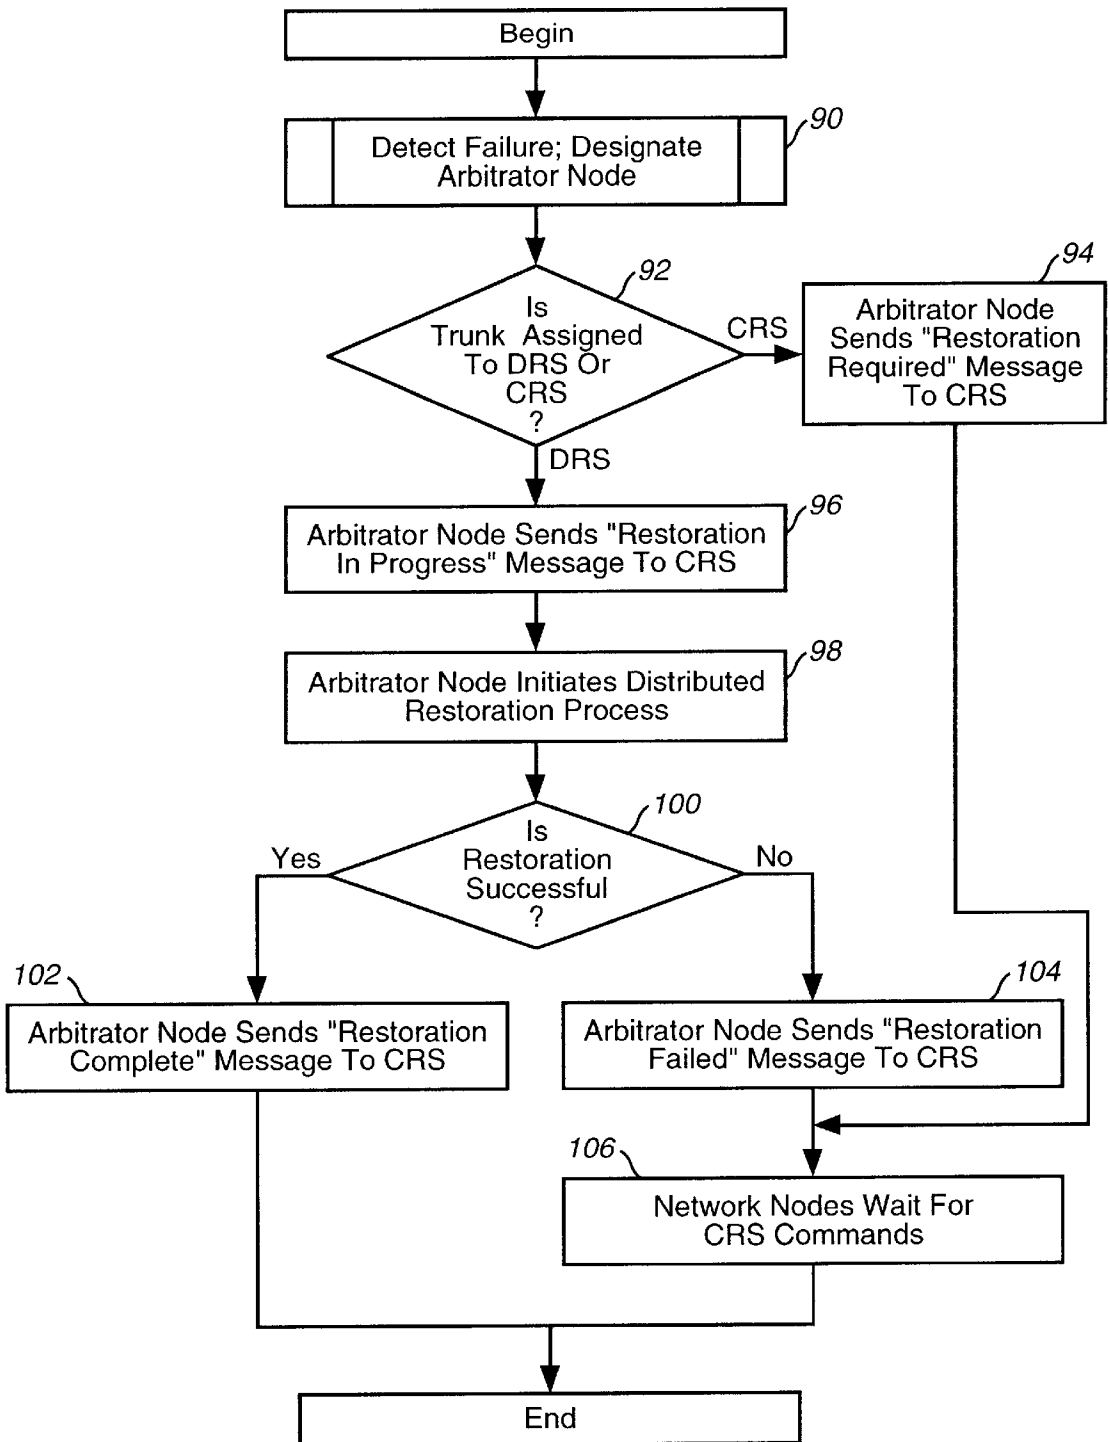 Begin
90
Detect Failure; Designate
Arbitrator Node
92
Is
Trunk Assigned
To DRS Or
CRS
?
CRS
94
Arbitrator Node
Sends "Restoration
Required" Message
To CRS
DRS
96
Arbitrator Node Sends "Restoration
In Progress" Message To CRS
98
Arbitrator Node Initiates Distributed
Restoration Process
100
Is
Restoration
Successful
?
Yes
No
102
Arbitrator Node Sends "Restoration
Complete" Message To CRS
104
Arbitrator Node Sends "Restoration
Failed" Message To CRS
106
Network Nodes Wait For
CRS Commands
End